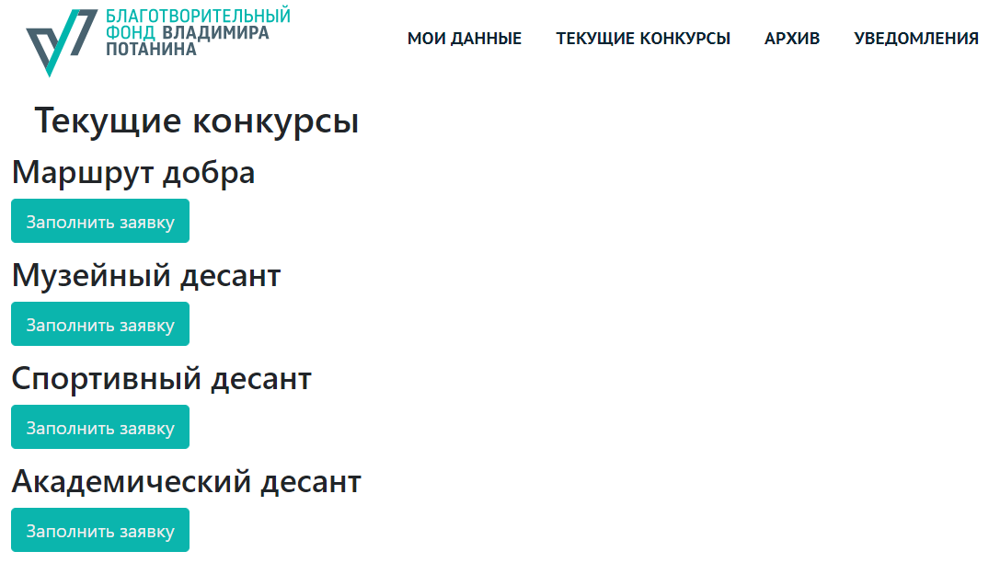 БЛАГОТВОРИТЕЛЬНЫЙ
ФОНД ВЛАДИМИРА
ПОТАНИНА
МОИ ДАННЫЕ ТЕКУЩИЕ КОНКУРСЫ АРХИВ УВЕДОМЛЕНИЯ
Текущие конкурсы
Маршрут добра
Заполнить заявку
Музейный десант
Заполнить заявку
Спортивный десант
Заполнить заявку
Академический десант
Заполнить заявку